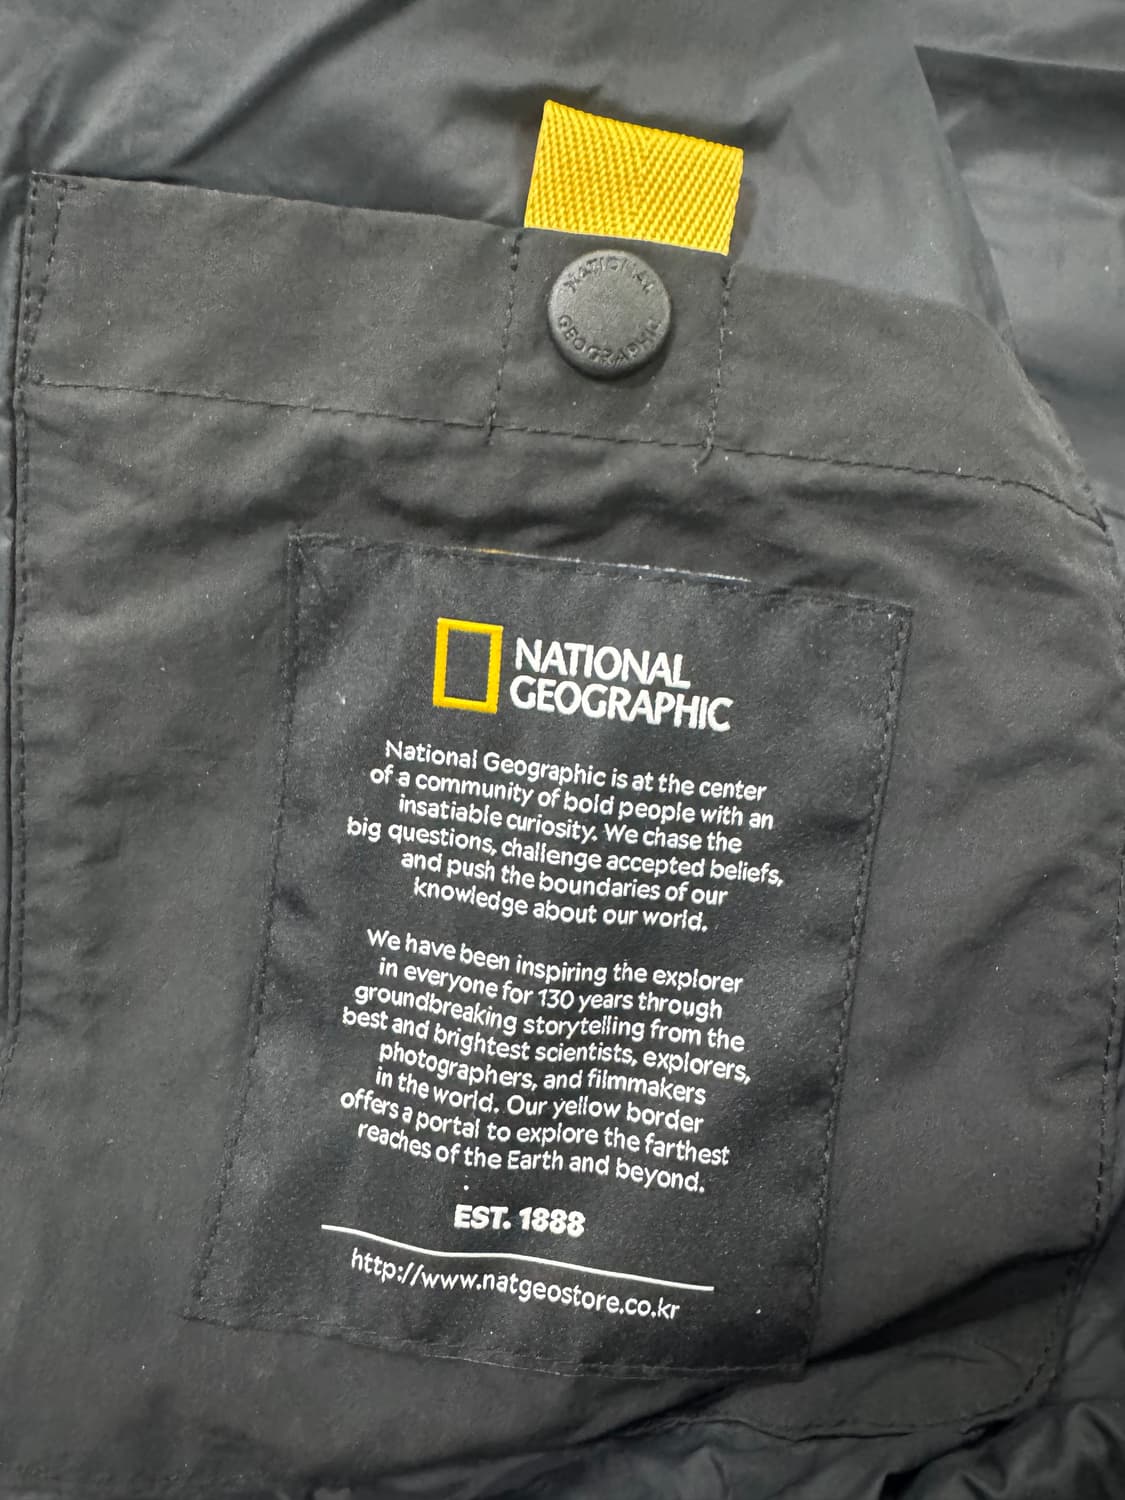 NATIONAL
GEOGRAPHIC
NATIONAL
GEOGRAPHIC
National Geographic is at the center
of a community of bold people with an
insatiable curiosity. We chase the
big questions, challenge accepted beliefs,
and push the boundaries of our
knowledge about our world.
We have been inspiring the explorer
in everyone for 130 years through
groundbreaking storytelling from the
best and brightest scientists, explorers,
photographers, and filmmakers
in the world. Our yellow border
offers a portal to explore the farthest
reaches of the Earth and beyond.
EST. 1888
http://www.natgeostore.co.kr